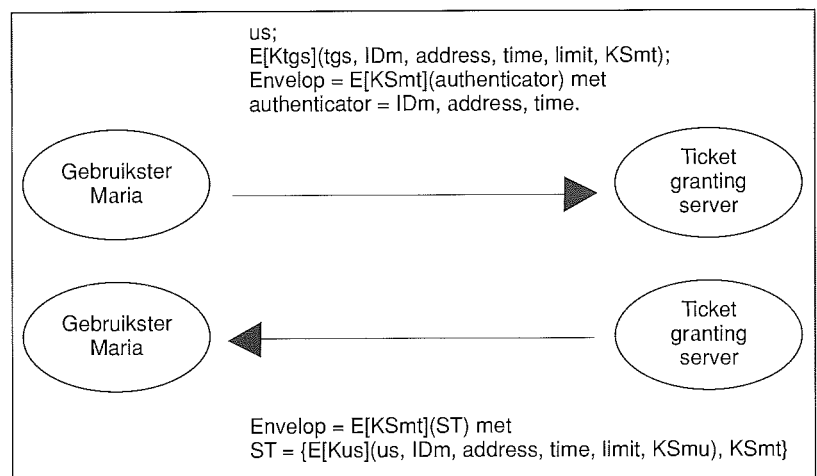 us;
E[Ktgs](tgs, IDm, address, time, limit, KSmt);
Envelop = E[KSmt](authenticator) met
authenticator = IDm, address, time.
Gebruikster
Maria
Ticket
granting
server
Gebruikster
Maria
Ticket
granting
server
Envelop = E[KSmt](ST) met
ST = {E[Kus](us, IDm, address, time, limit, KSmu), KSmt}